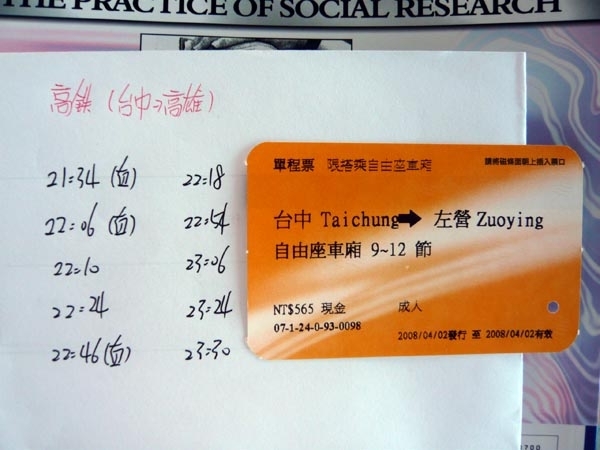 THE PRACTICE OF SOCIAL RESEARCH
高鉄 (台中→高雄)
21:34 (直) 22:18
22:06 (直) 22:54
22:10 23:06
22:24 23:24
22:46 (直) 23:30
單程票 限搭乘自由座車廂 請將磁條面朝上插入票口
台中 Taichung➡ 左營 Zuoying
自由座車廂 9~12 節
NT$565 現金 成人
07-1-24-0-93-0098 2008/04/02發行 至 2008/04/02有效
0700